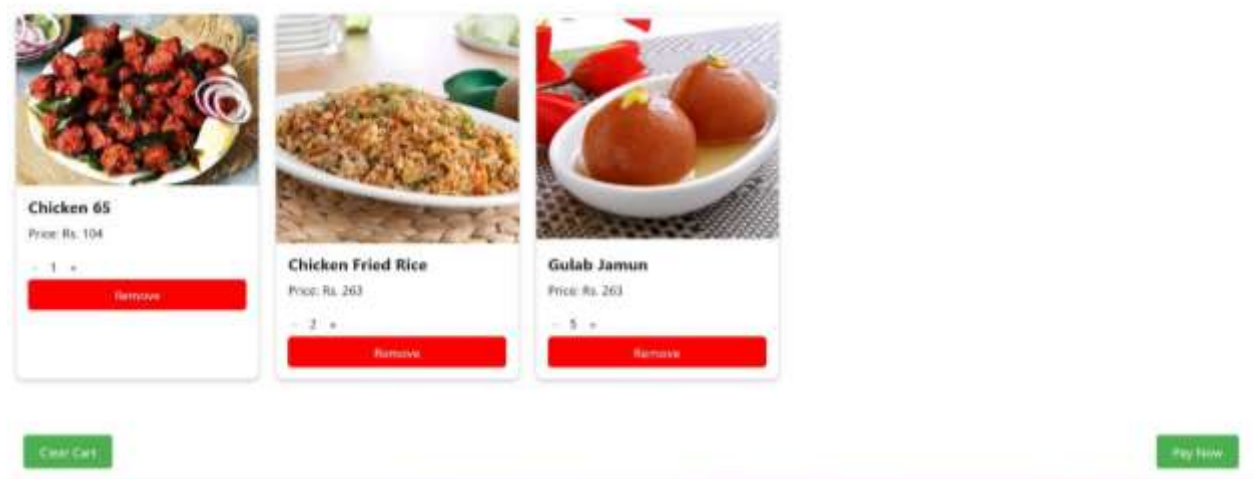 Chicken 65
Price: Rs. 104
- 1 +
Remove
Chicken Fried Rice
Price: Rs. 263
- 2 +
Remove
Gulab Jamun
Price: Rs. 263
- 5 +
Remove
Clear Cart
Pay Now